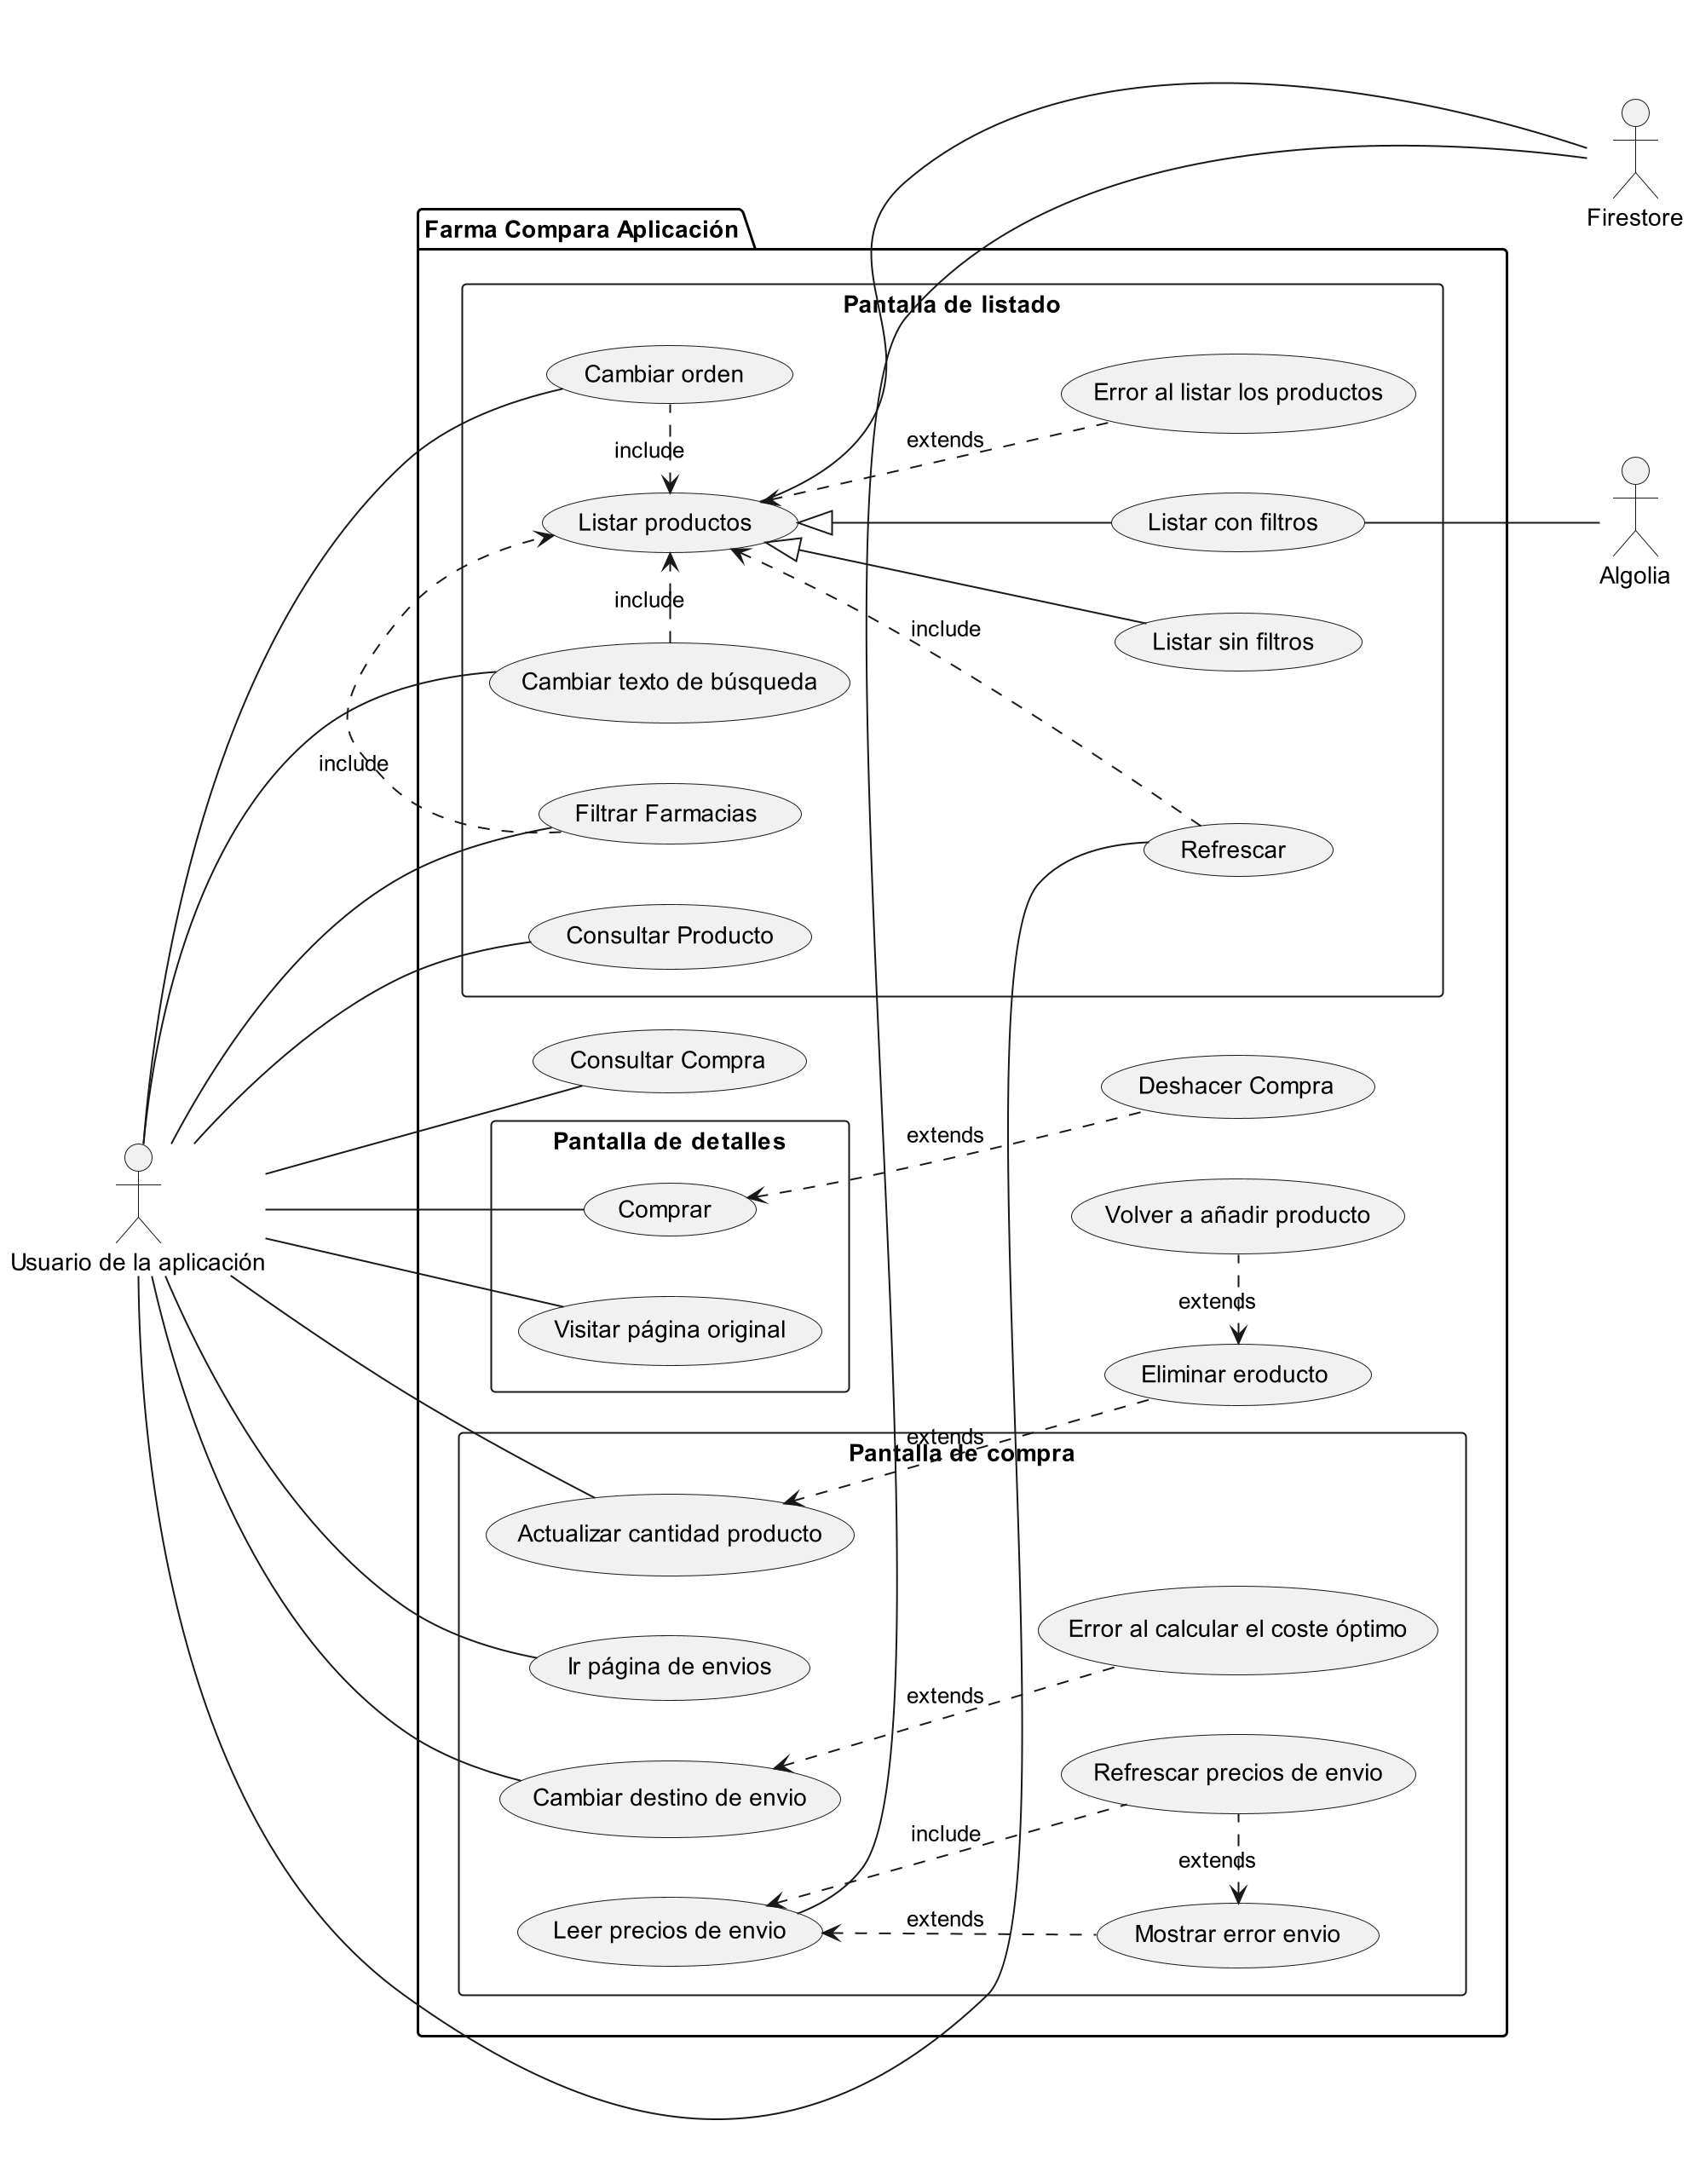 Firestore
Farma Compara Aplicación
Pantalla de listado
Cambiar orden
Error al listar los productos
extends
include
Listar productos
Listar con filtros
Algolia
include
include
Listar sin filtros
Cambiar texto de búsqueda
include
Filtrar Farmacias
Refrescar
Consultar Producto
Consultar Compra
Deshacer Compra
extends
Pantalla de detalles
Comprar
Volver a añadir producto
Usuario de la aplicación
extends
Visitar página original
Eliminar eroducto
extends
Pantalla de compra
Actualizar cantidad producto
Error al calcular el coste óptimo
Ir página de envios
extends
Refrescar precios de envio
Cambiar destino de envio
include
extends
extends
Leer precios de envio
Mostrar error envio